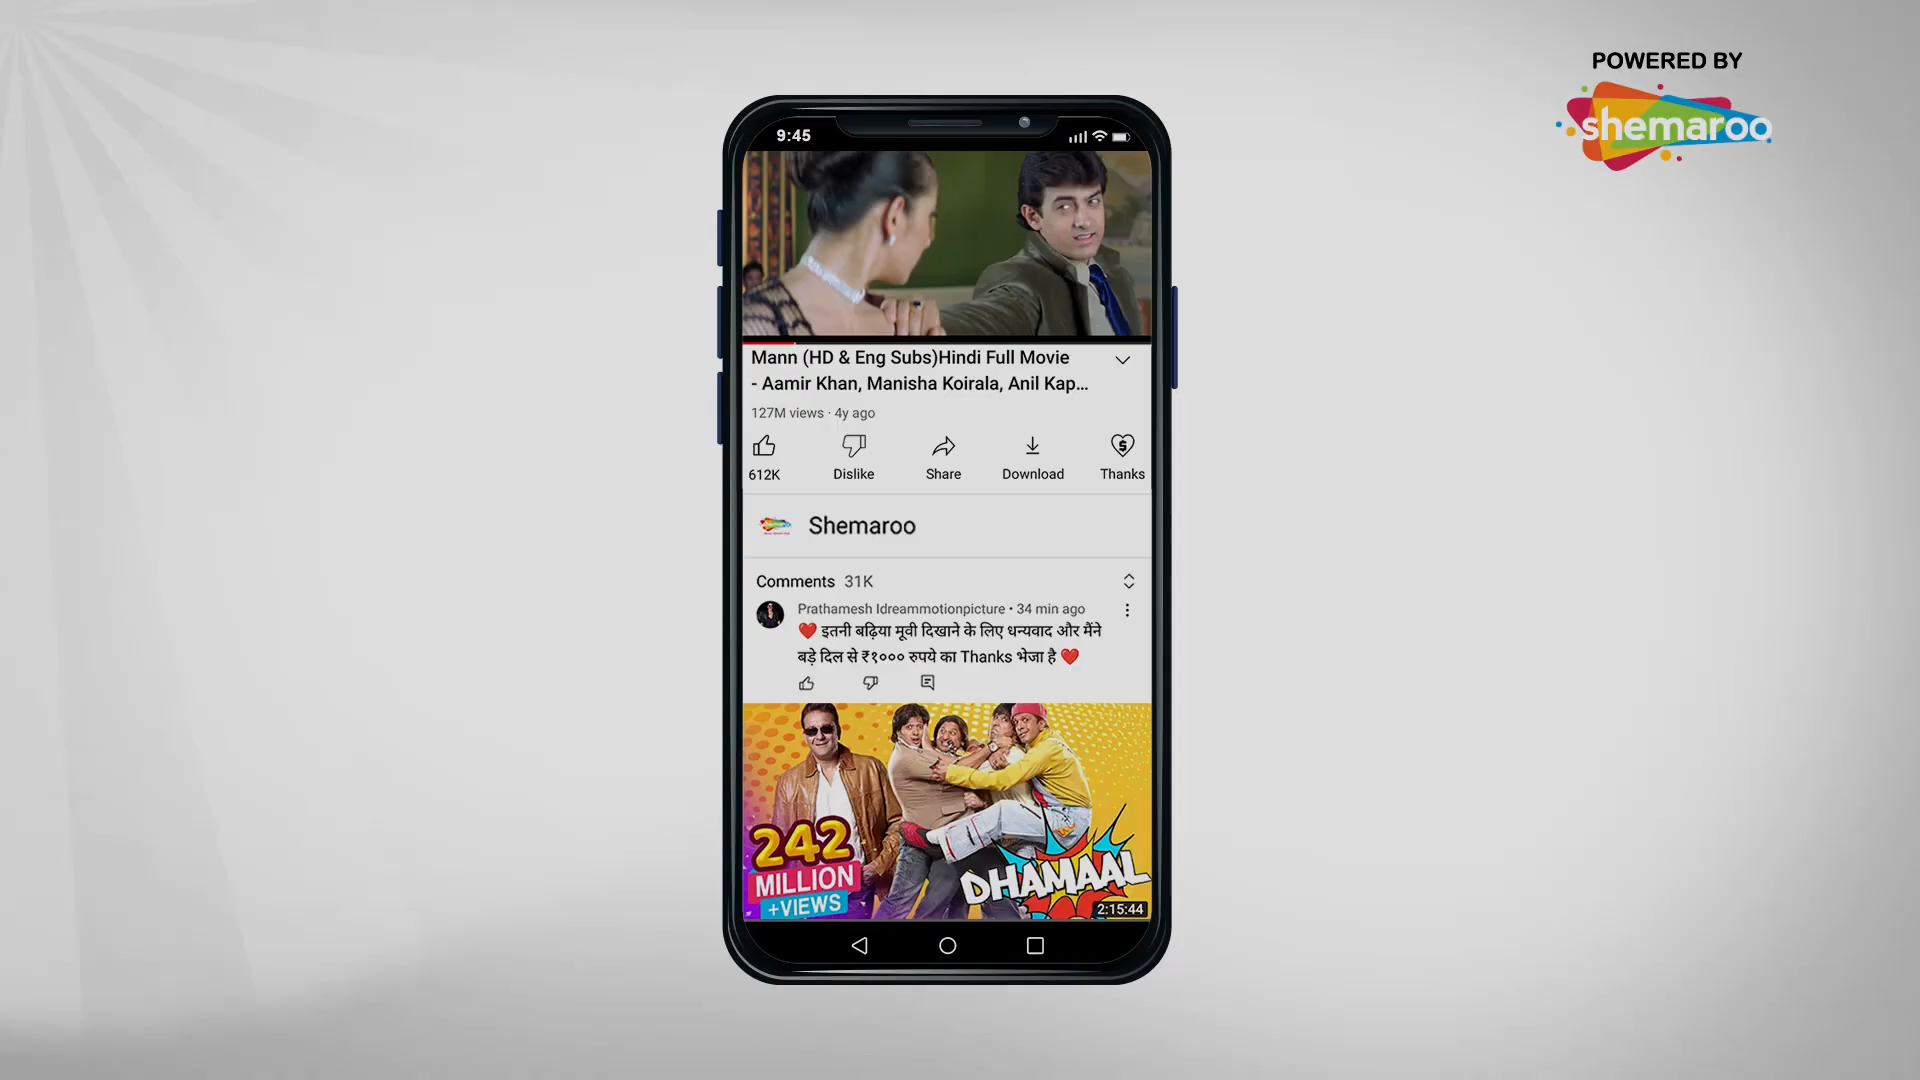 POWERED BY
shemaroo
9:45
Mann (HD & Eng Subs)Hindi Full Movie
- Aamir Khan, Manisha Koirala, Anil Kap...
127M views · 4y ago
612K Dislike Share Download Thanks
Shemaroo
Comments 31K
Prathamesh Idreammotionpicture • 34 min ago
❤️ इतनी बढ़िया मूवी दिखाने के लिए धन्यवाद और मैंने
बड़े दिल से ₹१००० रुपये का Thanks भेजा है ❤️
242
MILLION
+VIEWS
DHAMAAL
2:15:44